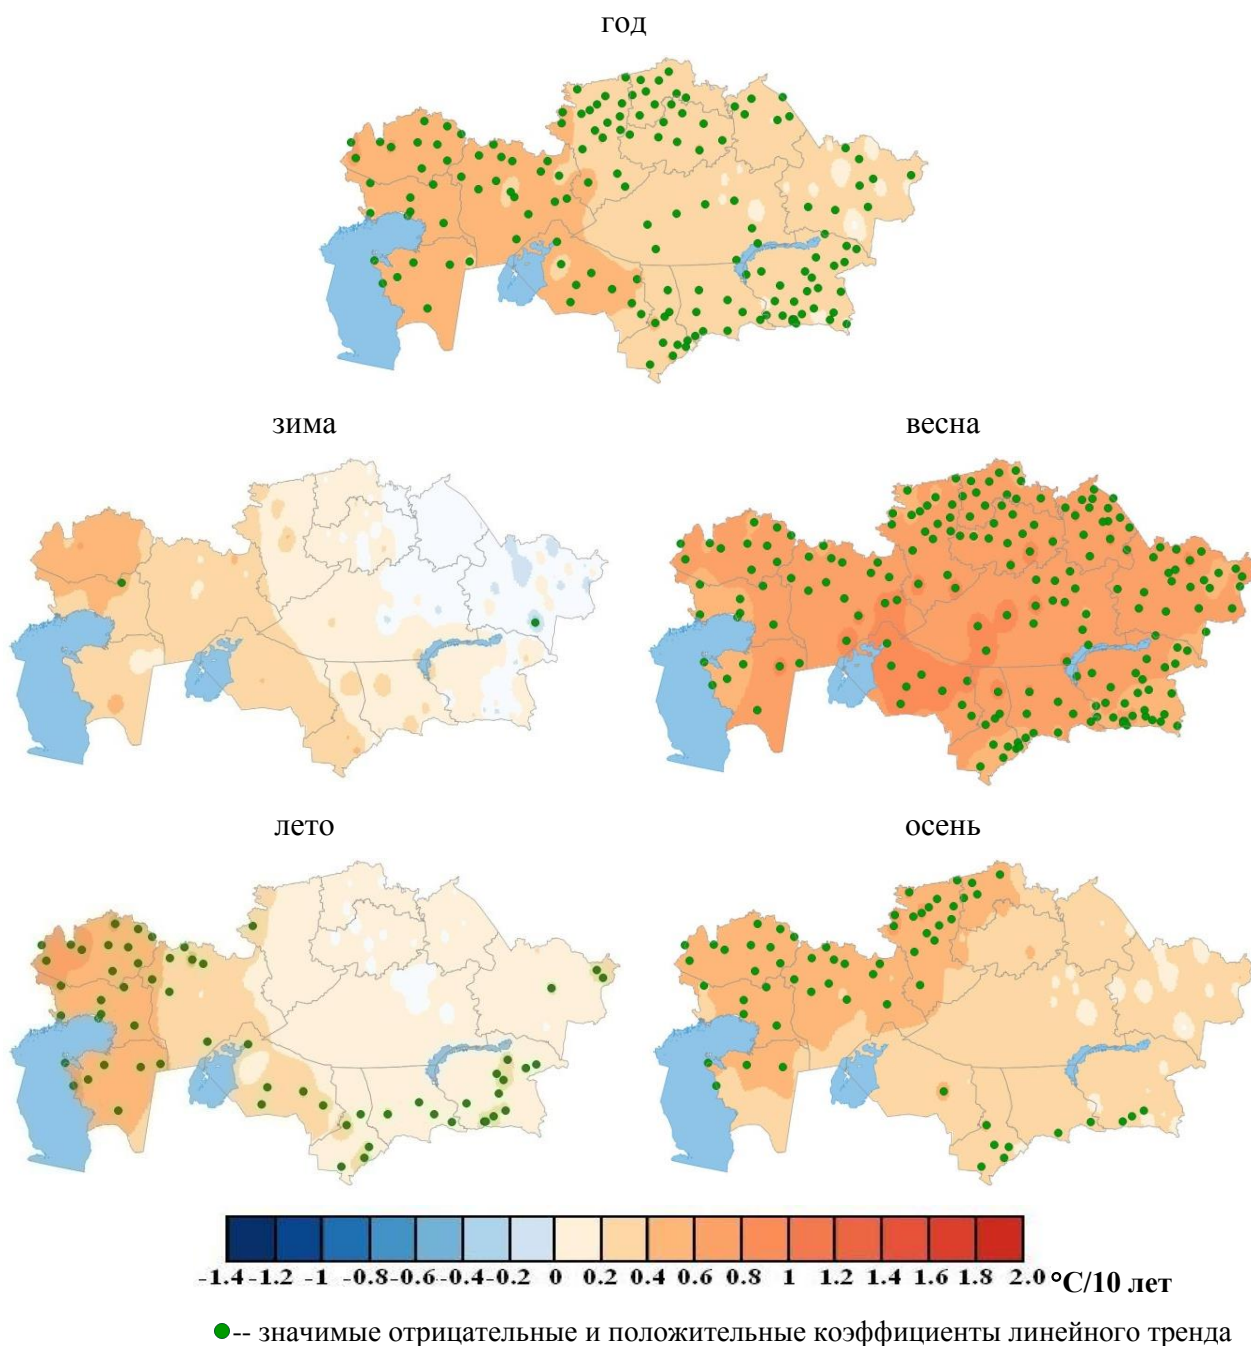 год
зима
весна
лето
осень
-1.4 -1.2 -1 -0.8 -0.6 -0.4 -0.2 0 0.2 0.4 0.6 0.8 1 1.2 1.4 1.6 1.8 2.0 °C/10 лет
-- значимые отрицательные и положительные коэффициенты линейного тренда